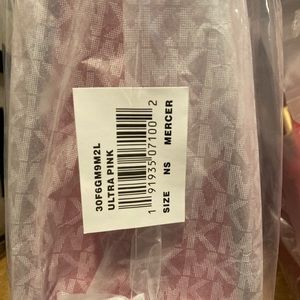 30F6GM9M2L
ULTRA PINK
1 91935 07100 2
SIZE NS MERCER